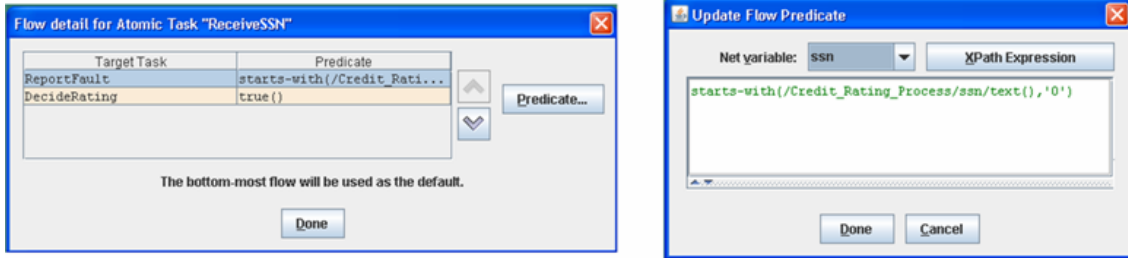 Flow detail for Atomic Task "ReceiveSSN"
Target Task Predicate
ReportFault starts-with(/Credit_Rati...
DecideRating true()
Predicate...
The bottom-most flow will be used as the default.
Done
Update Flow Predicate
Net variable: ssn XPath Expression
starts-with(/Credit_Rating_Process/ssn/text(),'0')
Done Cancel